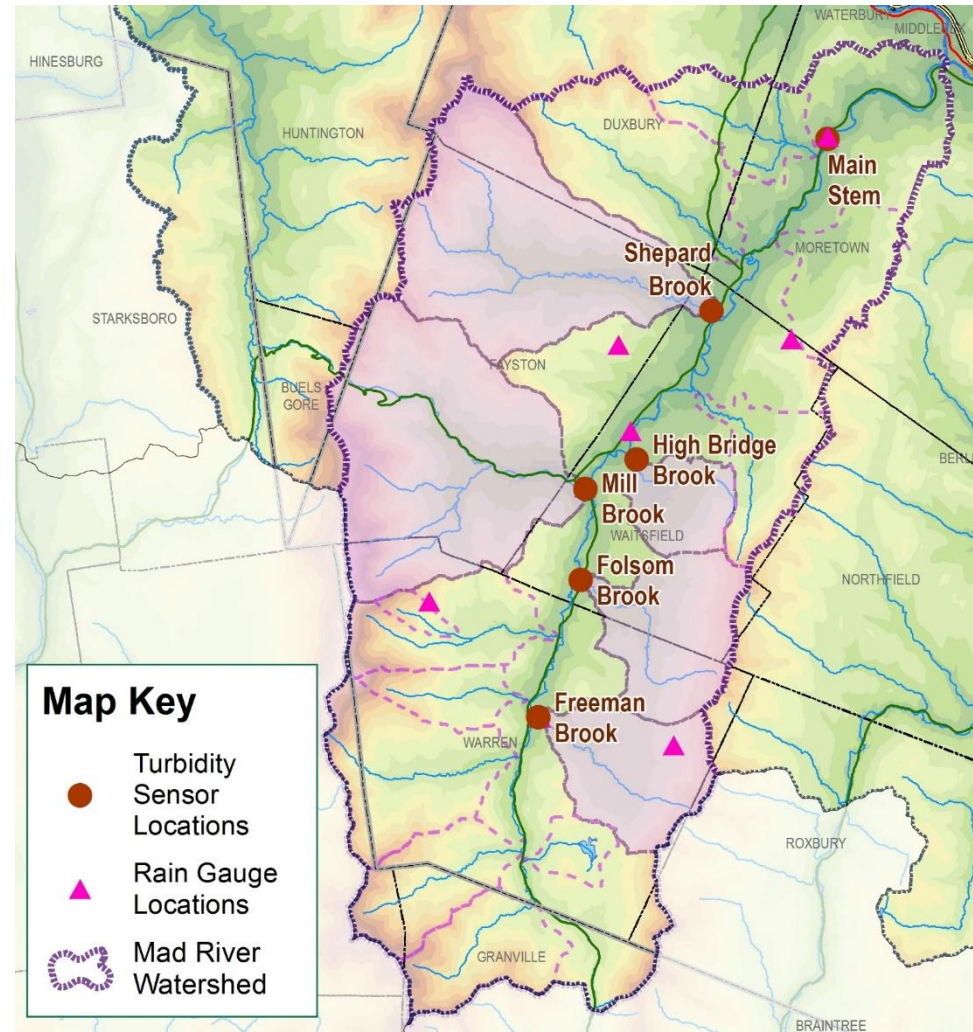 WATERBURY
MIDDLESEX
HINESBURG
HUNTINGTON
DUXBURY
Main
Stem
MORETOWN
Shepard
Brook
STARKSBORO
FAYSTON
BUELS
GORE
High Bridge
Brook
Mill
Brook
WAITSFIELD
Folsom
Brook
NORTHFIELD
Freeman
Brook
WARREN
ROXBURY
GRANVILLE
BRAINTREE
Map Key
Turbidity
Sensor
Locations
Rain Gauge
Locations
Mad River
Watershed